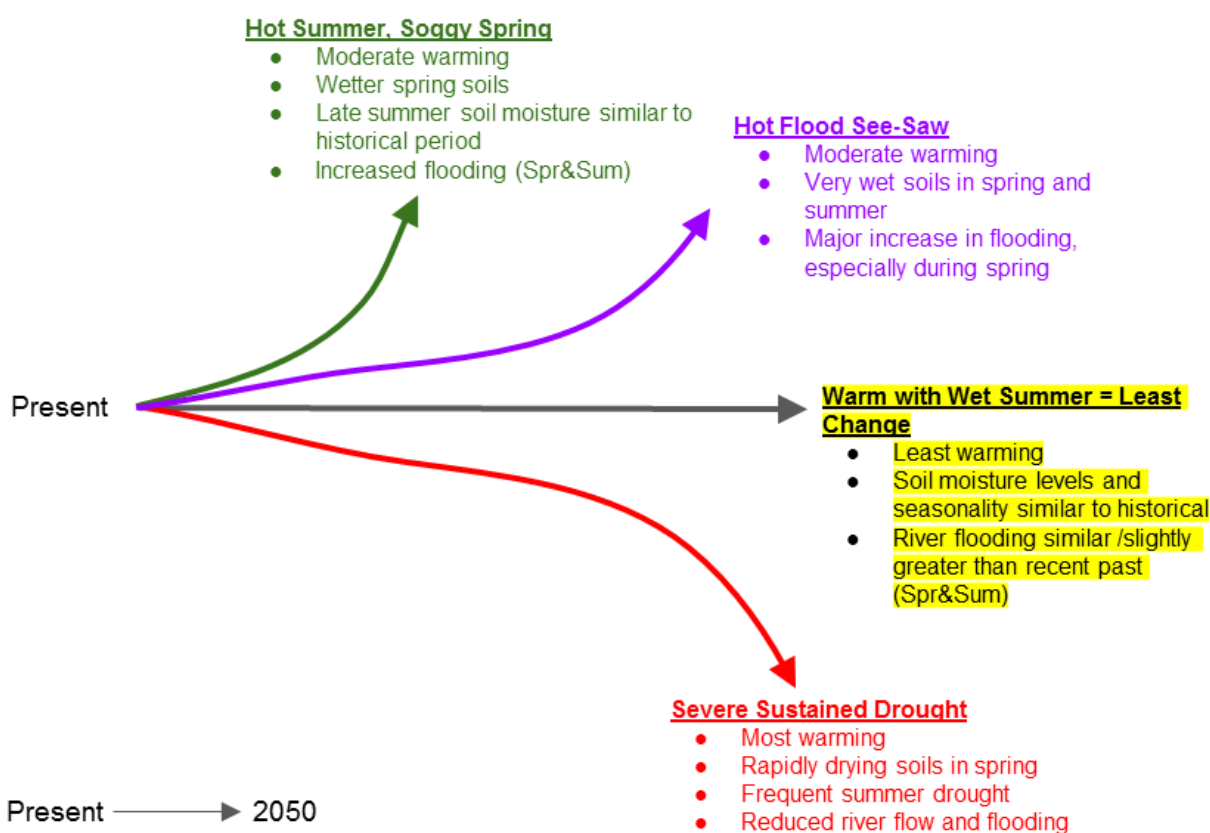 Hot Summer, Soggy Spring
● Moderate warming
● Wetter spring soils
● Late summer soil moisture similar to
historical period
● Increased flooding (Spr&Sum)
Hot Flood See-Saw
● Moderate warming
● Very wet soils in spring and
summer
● Major increase in flooding,
especially during spring
Present
Warm with Wet Summer = Least
Change
● Least warming
● Soil moisture levels and
seasonality similar to historical
● River flooding similar /slightly
greater than recent past
(Spr&Sum)
Severe Sustained Drought
● Most warming
● Rapidly drying soils in spring
● Frequent summer drought
● Reduced river flow and flooding
Present 2050